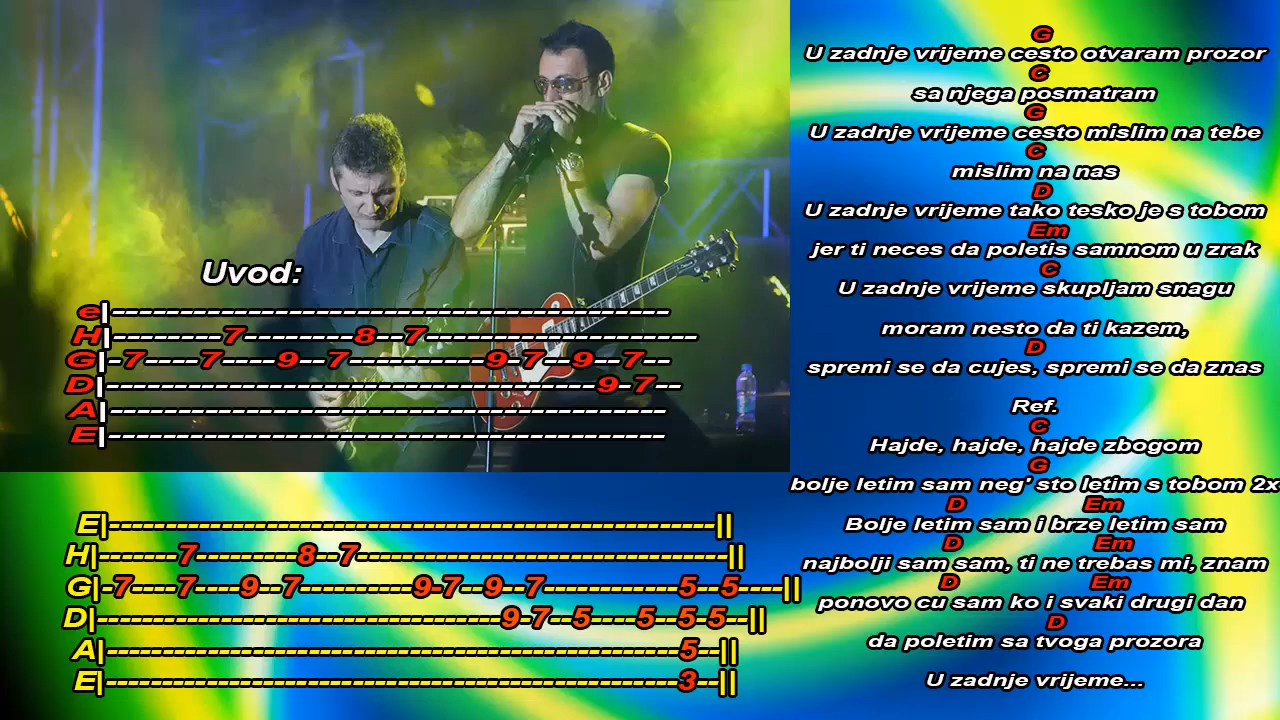 Uvod:
e|------------------------------------------
H|---------7---------8---7--------------------
G|-7----7----9---7-----------9--7---9---7---
D|-------------------------------------9--7---
A|------------------------------------------
E|------------------------------------------
E|------------------------------------------------||
H|-------7---------8---7------------------------------||
G|-7----7----9---7----------9-7---9---7------------5---5-----||
D|---------------------------------9-7---5-----5---5-5---||
A|----------------------------------------------5---||
E|----------------------------------------------3---||
G
U zadnje vrijeme cesto otvaram prozor
C
sa njega posmatram
G
U zadnje vrijeme cesto mislim na tebe
C
mislim na nas
D
U zadnje vrijeme tako tesko je s tobom
Em
jer ti neces da poletis samnom u zrak
C
U zadnje vrijeme skupljam snagu
moram nesto da ti kazem,
D
spremi se da cujes, spremi se da znas
Ref.
C
Hajde, hajde, hajde zbogom
G
bolje letim sam neg' sto letim s tobom 2x
D Em
Bolje letim sam i brze letim sam
D Em
najbolji sam sam, ti ne trebas mi, znam
D Em
ponovo cu sam ko i svaki drugi dan
D
da poletim sa tvoga prozora
U zadnje vrijeme...